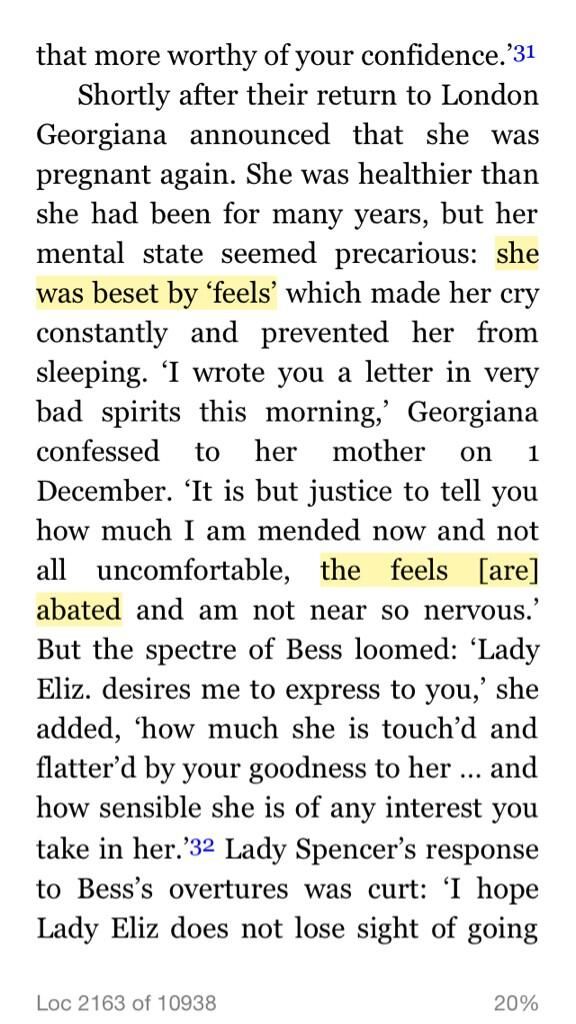 that more worthy of your confidence.’31
Shortly after their return to London
Georgiana announced that she was
pregnant again. She was healthier than
she had been for many years, but her
mental state seemed precarious: she
was beset by ‘feels’ which made her cry
constantly and prevented her from
sleeping. ‘I wrote you a letter in very
bad spirits this morning,’ Georgiana
confessed to her mother on 1
December. ‘It is but justice to tell you
how much I am mended now and not
all uncomfortable, the feels [are]
abated and am not near so nervous.’
But the spectre of Bess loomed: ‘Lady
Eliz. desires me to express to you,’ she
added, ‘how much she is touch’d and
flatter’d by your goodness to her ... and
how sensible she is of any interest you
take in her.’32 Lady Spencer’s response
to Bess’s overtures was curt: ‘I hope
Lady Eliz does not lose sight of going
Loc 2163 of 10938 20%